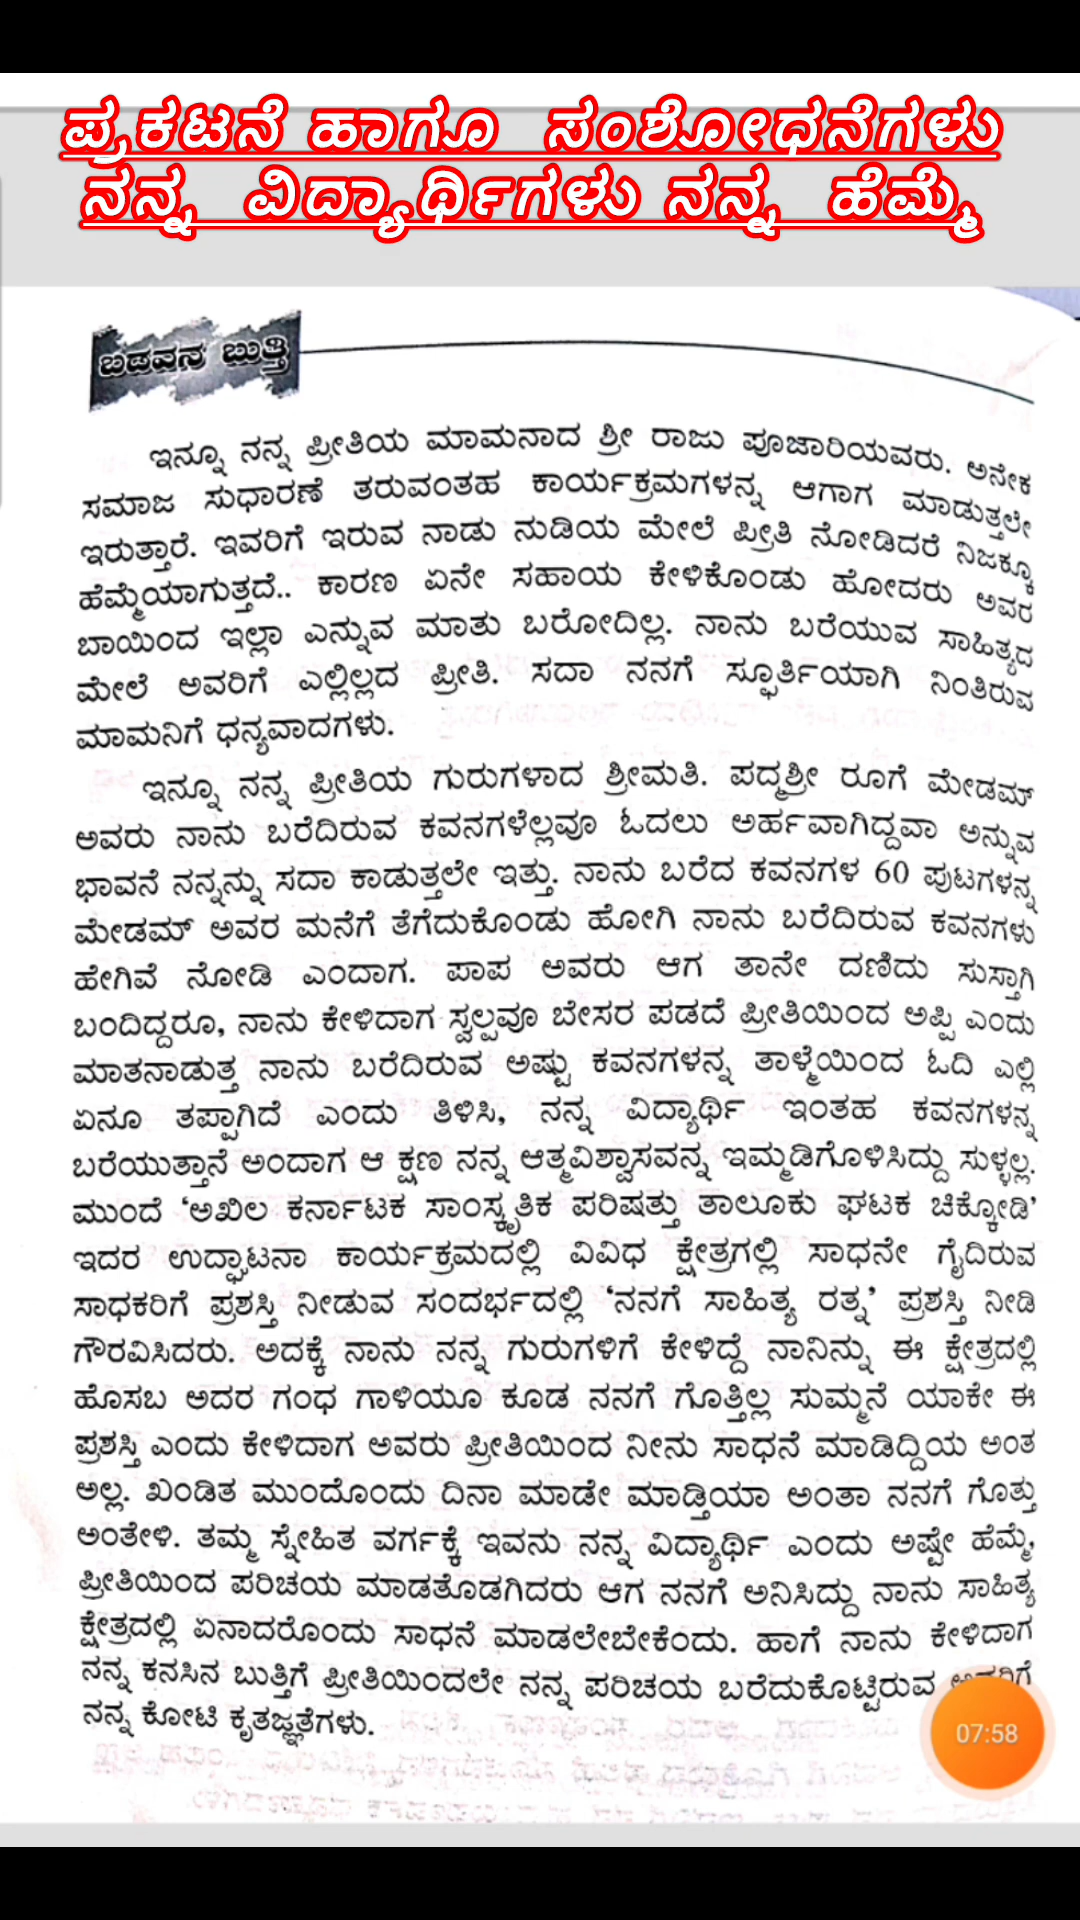 ಪ್ರಕಟನೆ ಹಾಗೂ ಸಂಶೋಧನೆಗಳು
ನನ್ನ ವಿದ್ಯಾರ್ಥಿಗಳು ನನ್ನ ಹೆಮ್ಮೆ
ಬಡವನ ಬುತ್ತಿ
ಇನ್ನೂ ನನ್ನ ಪ್ರೀತಿಯ ಮಾಮನಾದ ಶ್ರೀ ರಾಜು ಪೂಜಾರಿಯವರು. ಅನೇಕ
ಸಮಾಜ ಸುಧಾರಣೆ ತರುವಂತಹ ಕಾರ್ಯಕ್ರಮಗಳನ್ನ ಆಗಾಗ ಮಾಡುತ್ತಲೇ
ಇರುತ್ತಾರೆ. ಇವರಿಗೆ ಇರುವ ನಾಡು ನುಡಿಯ ಮೇಲೆ ಪ್ರೀತಿ ನೋಡಿದರೆ ನಿಜಕ್ಕೂ
ಹೆಮ್ಮೆಯಾಗುತ್ತದೆ.. ಕಾರಣ ಏನೇ ಸಹಾಯ ಕೇಳಿಕೊಂಡು ಹೋದರು ಅವರ
ಬಾಯಿಂದ ಇಲ್ಲಾ ಎನ್ನುವ ಮಾತು ಬರೋದಿಲ್ಲ. ನಾನು ಬರೆಯುವ ಸಾಹಿತ್ಯದ
ಮೇಲೆ ಅವರಿಗೆ ಎಲ್ಲಿಲ್ಲದ ಪ್ರೀತಿ. ಸದಾ ನನಗೆ ಸ್ಫೂರ್ತಿಯಾಗಿ ನಿಂತಿರುವ
ಮಾಮನಿಗೆ ಧನ್ಯವಾದಗಳು.
ಇನ್ನೂ ನನ್ನ ಪ್ರೀತಿಯ ಗುರುಗಳಾದ ಶ್ರೀಮತಿ. ಪದ್ಮಶ್ರೀ ರೂಗೆ ಮೇಡಮ್
ಅವರು ನಾನು ಬರೆದಿರುವ ಕವನಗಳೆಲ್ಲವೂ ಓದಲು ಅರ್ಹವಾಗಿದ್ದವಾ ಅನ್ನುವ
ಭಾವನೆ ನನ್ನನ್ನು ಸದಾ ಕಾಡುತ್ತಲೇ ಇತ್ತು. ನಾನು ಬರೆದ ಕವನಗಳ 60 ಪುಟಗಳನ್ನ
ಮೇಡಮ್ ಅವರ ಮನೆಗೆ ತೆಗೆದುಕೊಂಡು ಹೋಗಿ ನಾನು ಬರೆದಿರುವ ಕವನಗಳು
ಹೇಗಿವೆ ನೋಡಿ ಎಂದಾಗ. ಪಾಪ ಅವರು ಆಗ ತಾನೇ ದಣಿದು ಸುಸ್ತಾಗಿ
ಬಂದಿದ್ದರೂ, ನಾನು ಕೇಳಿದಾಗ ಸ್ವಲ್ಪವೂ ಬೇಸರ ಪಡದೆ ಪ್ರೀತಿಯಿಂದ ಅಪ್ಪಿ ಎಂದು
ಮಾತನಾಡುತ್ತ ನಾನು ಬರೆದಿರುವ ಅಷ್ಟು ಕವನಗಳನ್ನ ತಾಳ್ಮೆಯಿಂದ ಓದಿ ಎಲ್ಲಿ
ಏನೂ ತಪ್ಪಾಗಿದೆ ಎಂದು ತಿಳಿಸಿ, ನನ್ನ ವಿದ್ಯಾರ್ಥಿ ಇಂತಹ ಕವನಗಳನ್ನ
ಬರೆಯುತ್ತಾನೆ ಅಂದಾಗ ಆ ಕ್ಷಣ ನನ್ನ ಆತ್ಮವಿಶ್ವಾಸವನ್ನ ಇಮ್ಮಡಿಗೊಳಿಸಿದ್ದು ಸುಳ್ಳಲ್ಲ.
ಮುಂದೆ ‘ಅಖಿಲ ಕರ್ನಾಟಕ ಸಾಂಸ್ಕೃತಿಕ ಪರಿಷತ್ತು ತಾಲೂಕು ಘಟಕ ಚಿಕ್ಕೋಡಿ’
ಇದರ ಉದ್ಘಾಟನಾ ಕಾರ್ಯಕ್ರಮದಲ್ಲಿ ವಿವಿಧ ಕ್ಷೇತ್ರಗಲ್ಲಿ ಸಾಧನೇ ಗೈದಿರುವ
ಸಾಧಕರಿಗೆ ಪ್ರಶಸ್ತಿ ನೀಡುವ ಸಂದರ್ಭದಲ್ಲಿ ‘ನನಗೆ ಸಾಹಿತ್ಯ ರತ್ನ’ ಪ್ರಶಸ್ತಿ ನೀಡಿ
ಗೌರವಿಸಿದರು. ಅದಕ್ಕೆ ನಾನು ನನ್ನ ಗುರುಗಳಿಗೆ ಕೇಳಿದ್ದೆ ನಾನಿನ್ನು ಈ ಕ್ಷೇತ್ರದಲ್ಲಿ
ಹೊಸಬ ಅದರ ಗಂಧ ಗಾಳಿಯೂ ಕೂಡ ನನಗೆ ಗೊತ್ತಿಲ್ಲ ಸುಮ್ಮನೆ ಯಾಕೇ ಈ
ಪ್ರಶಸ್ತಿ ಎಂದು ಕೇಳಿದಾಗ ಅವರು ಪ್ರೀತಿಯಿಂದ ನೀನು ಸಾಧನೆ ಮಾಡಿದ್ದಿಯ ಅಂತ
ಅಲ್ಲ. ಖಂಡಿತ ಮುಂದೊಂದು ದಿನಾ ಮಾಡೇ ಮಾಡ್ತಿಯಾ ಅಂತಾ ನನಗೆ ಗೊತ್ತು
ಅಂತೇಳಿ. ತಮ್ಮ ಸ್ನೇಹಿತ ವರ್ಗಕ್ಕೆ ಇವನು ನನ್ನ ವಿದ್ಯಾರ್ಥಿ ಎಂದು ಅಷ್ಟೇ ಹೆಮ್ಮೆ,
ಪ್ರೀತಿಯಿಂದ ಪರಿಚಯ ಮಾಡತೊಡಗಿದರು ಆಗ ನನಗೆ ಅನಿಸಿದ್ದು ನಾನು ಸಾಹಿತ್ಯ
ಕ್ಷೇತ್ರದಲ್ಲಿ ಏನಾದರೊಂದು ಸಾಧನೆ ಮಾಡಲೇಬೇಕೆಂದು. ಹಾಗೆ ನಾನು ಕೇಳಿದಾಗ
ನನ್ನ ಕನಸಿನ ಬುತ್ತಿಗೆ ಪ್ರೀತಿಯಿಂದಲೇ ನನ್ನ ಪರಿಚಯ ಬರೆದುಕೊಟ್ಟಿರುವ
ನನ್ನ ಕೋಟಿ ಕೃತಜ್ಞತೆಗಳು.
07:58